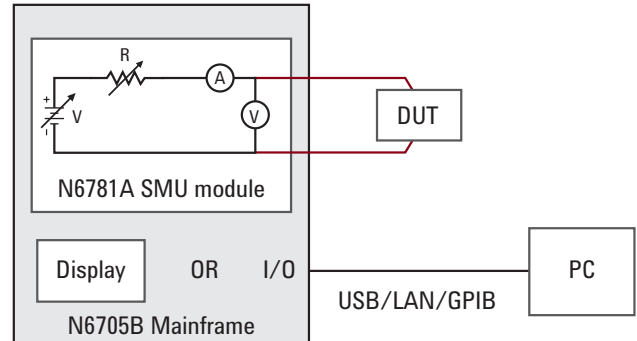 R
A
+
V
-
V
DUT
N6781A SMU module
Display OR I/O
PC
USB/LAN/GPIB
N6705B Mainframe